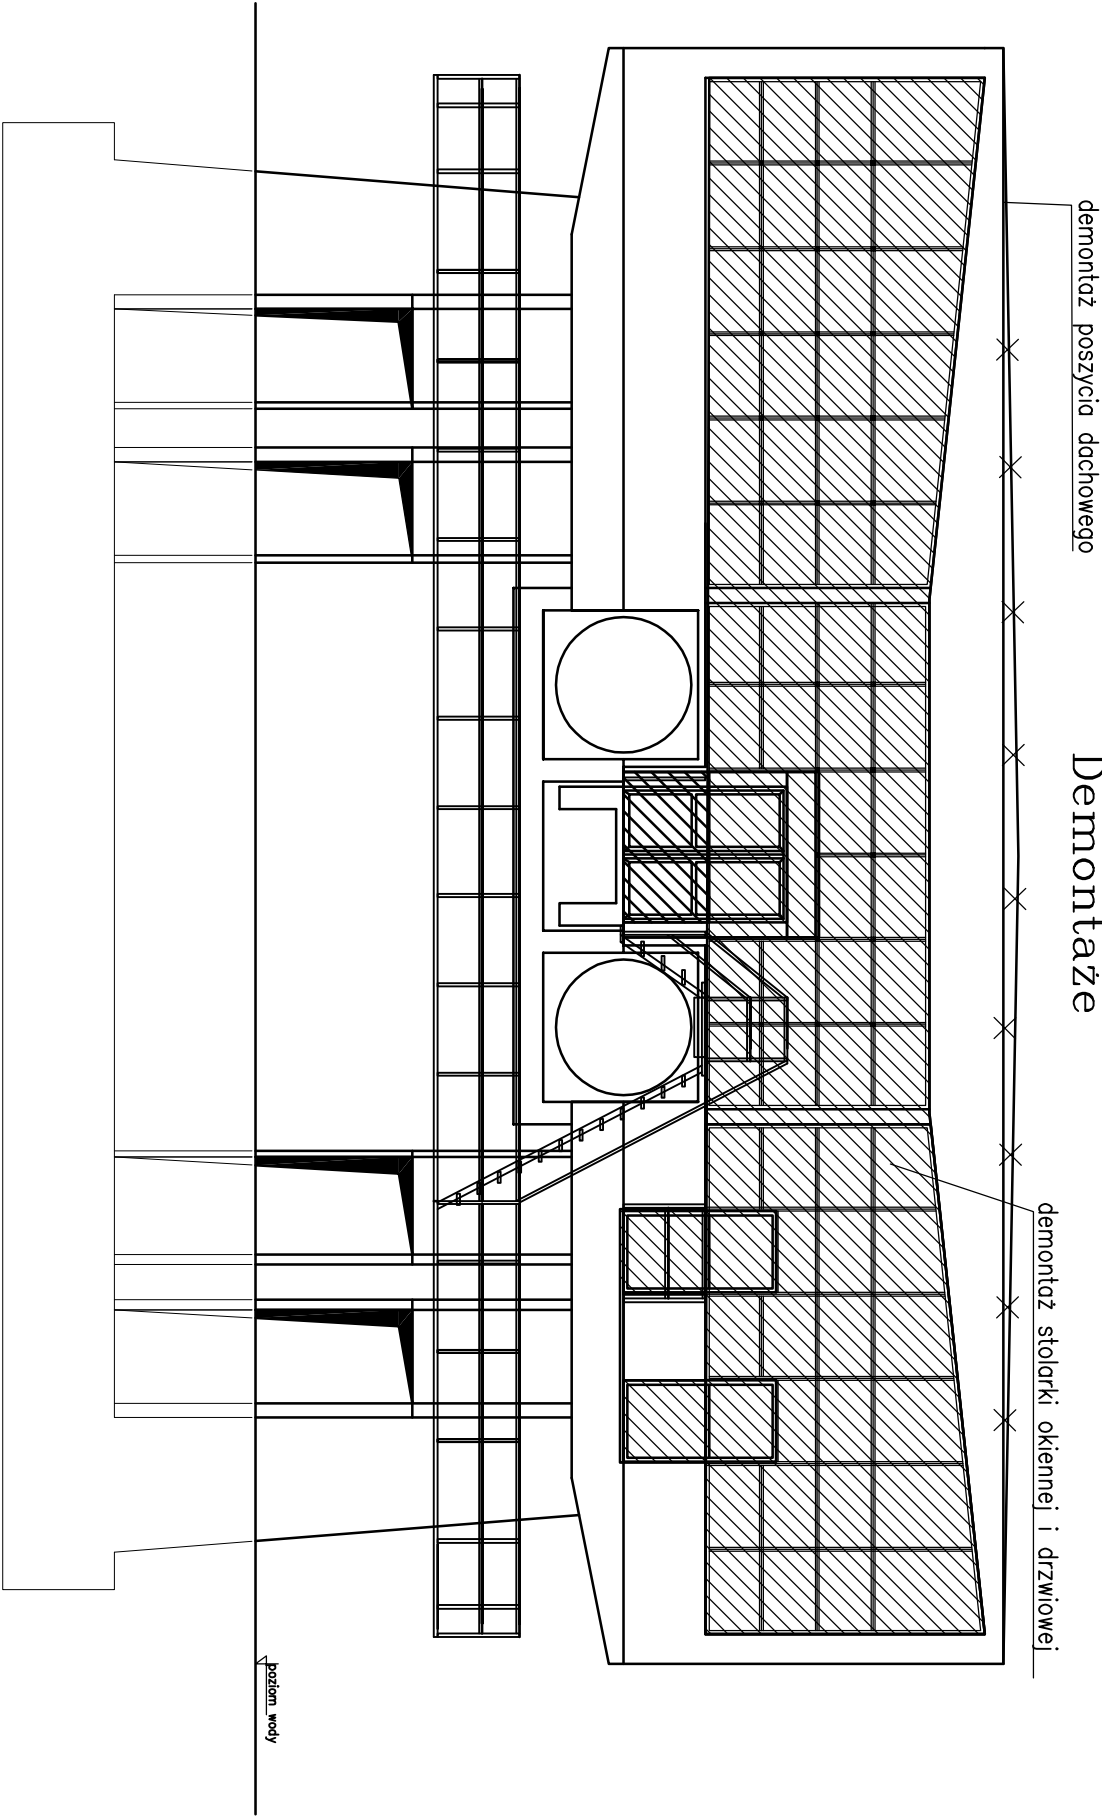 Demontaże
demontaż poszycia dachowego
demontaż stolarki okiennej i drzwiowej
poziom wody